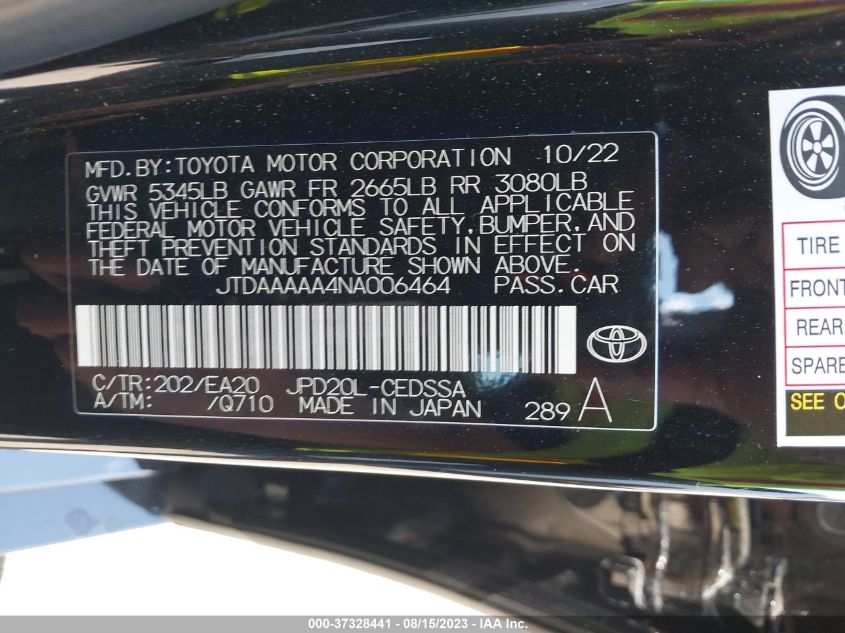 MFD.BY:TOYOTA MOTOR CORPORATION 10/22
GVWR 5345LB GAWR FR 2665LB RR 3080LB
THIS VEHICLE CONFORMS TO ALL APPLICABLE
FEDERAL MOTOR VEHICLE SAFETY,BUMPER,AND
THEFT PREVENTION STANDARDS IN EFFECT ON
THE DATE OF MANUFACTURE SHOWN ABOVE.
JTDAAAAA4NA006464 PASS.CAR
C/TR:202/EA20 JPD20L-CEDSSA
A/TM: /Q710 MADE IN JAPAN 289 A
TIRE
FRONT
REAR
SPARE
SEE O
000-37328441 - 08/15/2023 - IAA Inc.